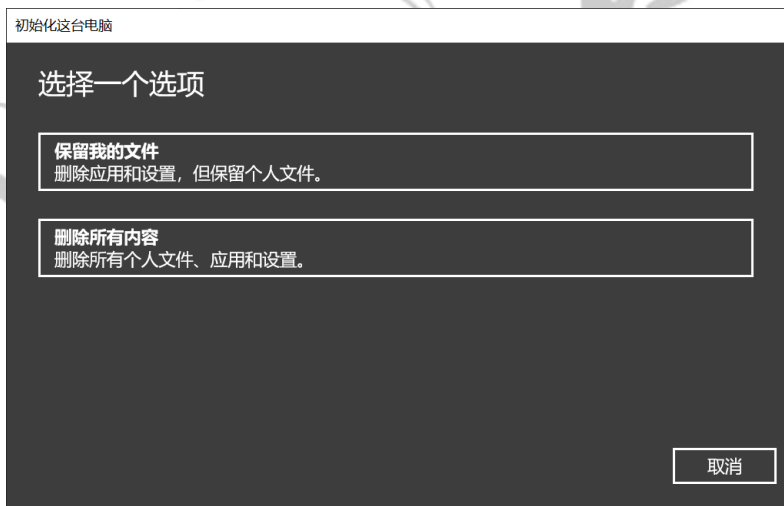 初始化这台电脑
选择一个选项
保留我的文件
删除应用和设置，但保留个人文件。
删除所有内容
删除所有个人文件、应用和设置。
取消